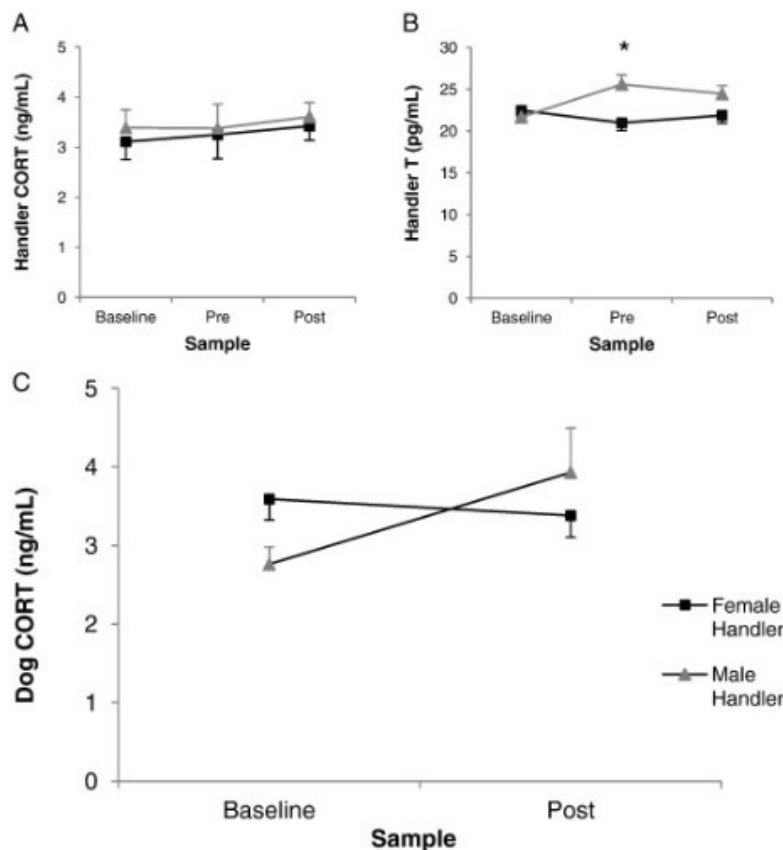 A
5
4
3
2
1
0
Handler CORT (ng/mL)
Baseline
Pre
Post
Sample
B
*
30
25
20
15
10
5
0
Handler T (pg/mL)
Baseline
Pre
Post
Sample
C
5
4
3
2
1
0
Dog CORT (ng/mL)
Female
Handler
Male
Handler
Baseline
Post
Sample